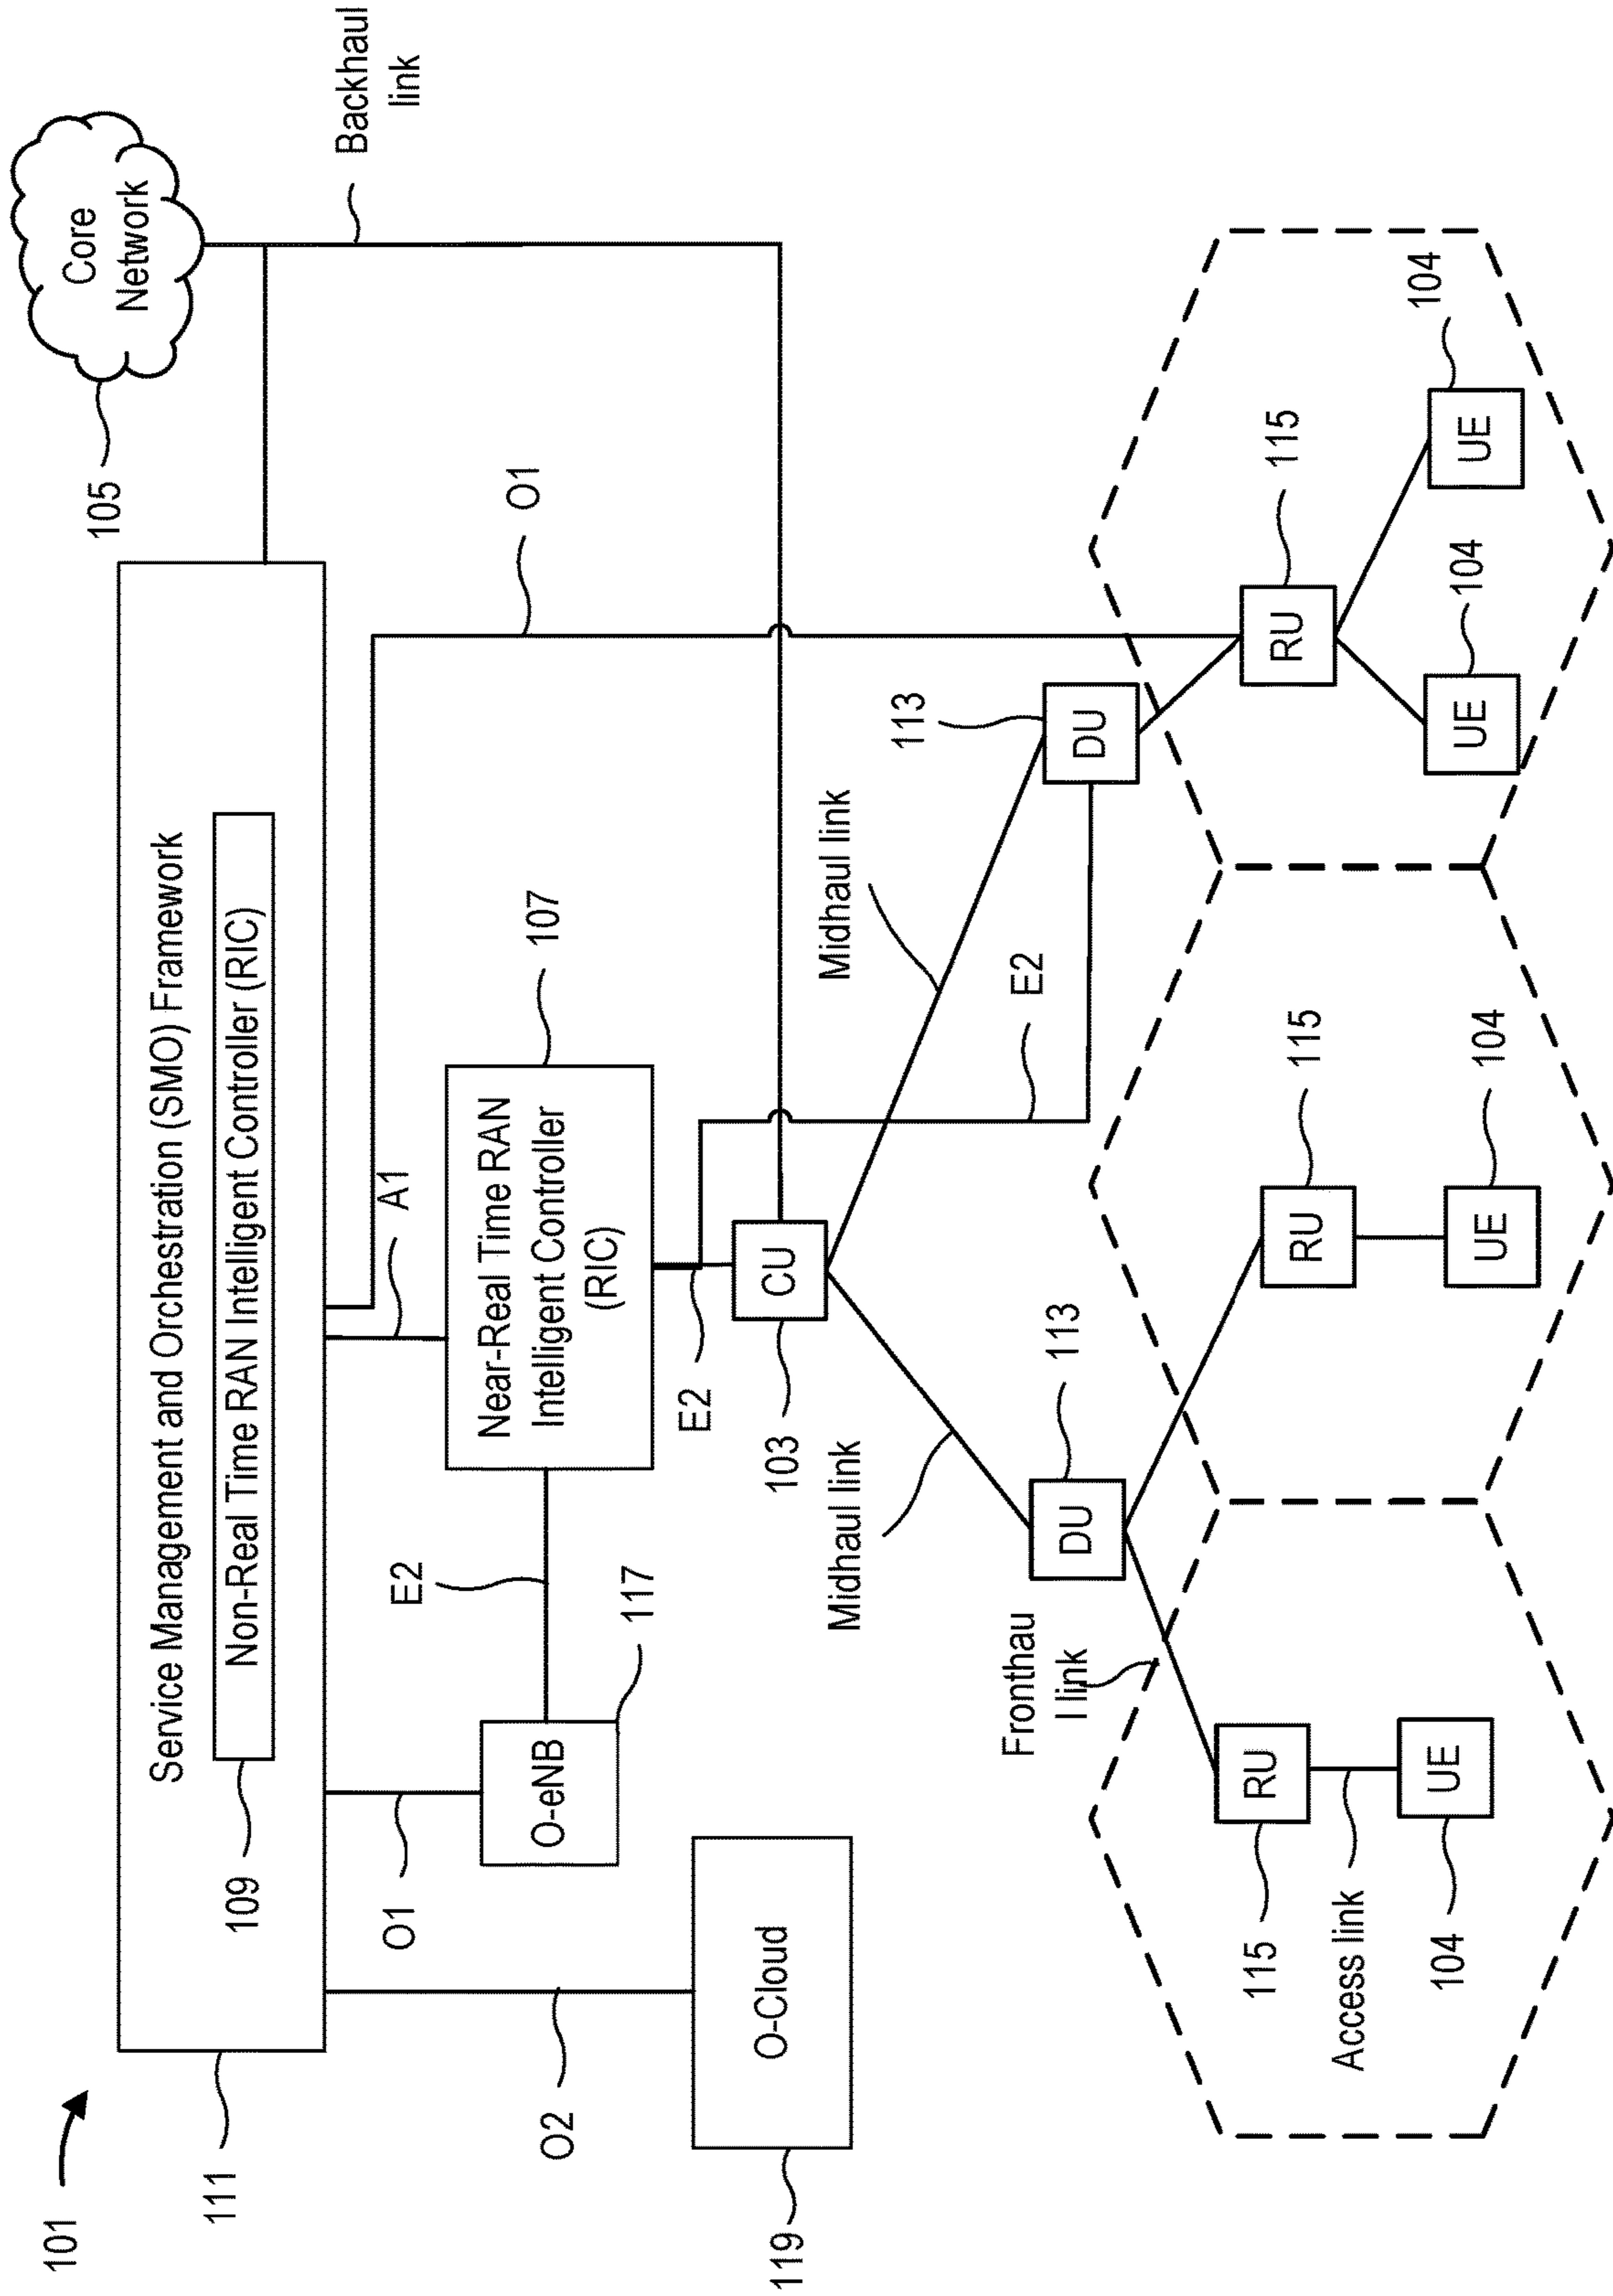 101
111
Service Management and Orchestration (SMO) Framework
Non-Real Time RAN Intelligent Controller (RIC)
109
105
Core
Network
Backhaul
link
O2
O1
A1
O1
E2
117
O-eNB
Near-Real Time RAN
Intelligent Controller
(RIC)
107
119
O-Cloud
E2
CU
103
Midhaul link
Midhaul link
E2
113
DU
113
DU
Fronthau
l link
115
RU
Access link
104
UE
RU
115
UE
104
RU
115
UE
104
UE
104